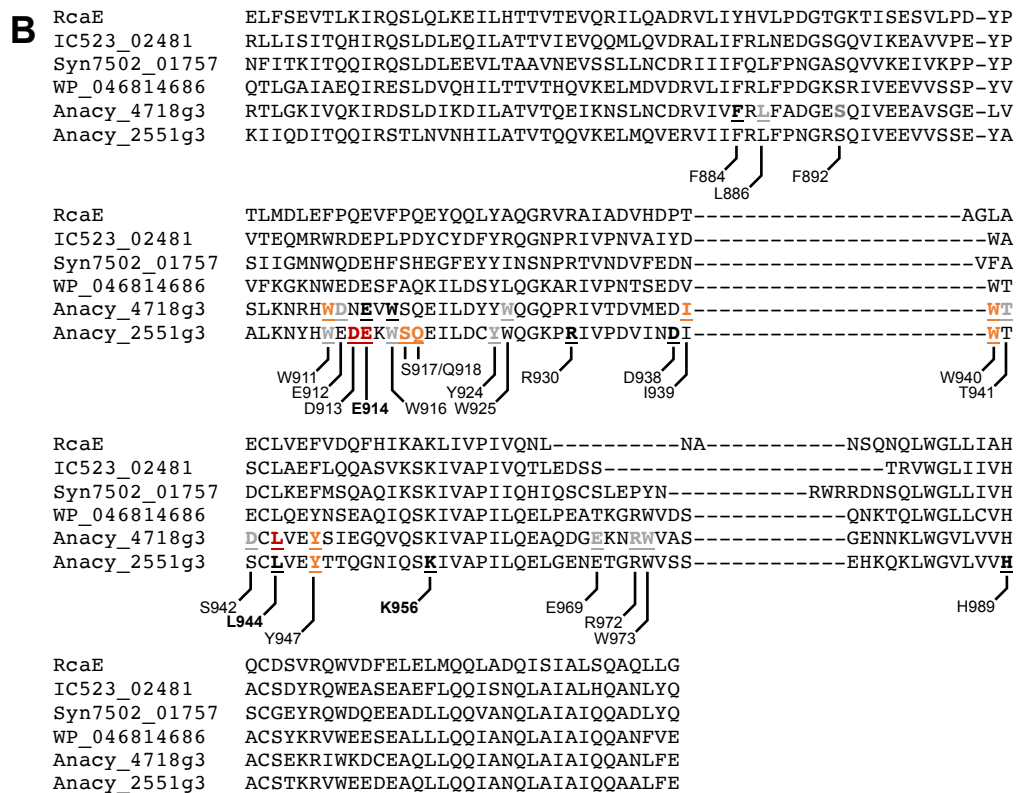 B
RcaE ELFSEVTLKIRQSLQLKEILHTTVTEVQRILQADRVLIYHVLPDGTGKTISESVLPD-YP
IC523_02481 RLLISITQHIRQSLDLEQILATTVIEVQQMLQVDRALIFRLNEDGSGQVIKEAVVPE-YP
Syn7502_01757 NFITKITQQIRQSLDLEEVLTAAVNEVSSLLNCDRIIIFQLFPNGASQVVKEIVKPP-YP
WP_046814686 QTLGAIAEQIRESLDVQHILTTVTHQVKELMDVDRVLIFRLFPDGKSRIVEEVVSSP-YV
Anacy_4718g3 RTLGKIVQKIRDSLDIKDILATTVTQEIKNSLNCDRVIVFRLFADGESQIVEEAVSGE-LV
Anacy_2551g3 KIIQDITQQIRSTLNVNHILATVTQQVKELMQVERVIIFRLFPNGRSQIVEEVVSSE-YA
F884 L886 F892
RcaE TLMDLEFPQEVFPQEYQQLYAQGRVRAIADVHDPT---------------------AGLA
IC523_02481 VTEQMRWRDEPLPDYCYDFYRQGNPRIVPNVAIYD-----------------------WA
Syn7502_01757 SIIGMNWQDEHFSHEGFEYYINSNPRTVNDVFEDN----------------------VFA
WP_046814686 VFKGKNWEDESFAQKILDSYLQGKARIVPNTSEDV-----------------------WT
Anacy_4718g3 SLKNRHWDNEVWSQEILDYYWQGQPRIVTDVMEDI-----------------------WT
Anacy_2551g3 ALKNYHWEDEKWSQEILDCYWQGKPRIVPDVINDI-----------------------WT
W911 E912 D913 E914 W916 S917/Q918 Y924 W925 R930 D938 I939 W940 T941
RcaE ECLVEFVDQFHIKAKLIVPIVQNL----------NA-----------NSQNQLWGLLIAH
IC523_02481 SCLAEFLQQASVKSKIVAPIVQTLEDSS----------------------TRVWGLIIVH
Syn7502_01757 DCLKEFMSQAQIKSKIVAPIIQHIQSCSLEPYN-----------RWRRDNSQLWGLLIVH
WP_046814686 ECLQEYNSEAQIQSKIVAPILQELPEATKGRWVDS------------QNKTQLWGLLCVH
Anacy_4718g3 DCLVEYSIEGQVQSKIVAPILQEAQDGEKNRWVAS------------GENNKLWGVLVVH
Anacy_2551g3 SCLVEYTTQGNIQSKIVAPILQELGENETGRWVSS------------EHKQKLWGVLVVH
S942 L944 Y947 K956 E969 R972 W973 H989
RcaE QCDSVRQWVDFELELMQQLADQISIALSQAQLLG
IC523_02481 ACSDYRQWEASEAEFLQQISNQLAIALHQANLYQ
Syn7502_01757 SCGEYRQWDQEEADLLQQVANQLAIAIQQADLYQ
WP_046814686 ACSYKRVWEESEALLLQQIANQLAIAIQQANFVE
Anacy_4718g3 ACSEKRIWKDCEAQLLQQIANQLAIAIQQANLFE
Anacy_2551g3 ACSTKRVWEEDEAQLLQQIANQLAIAIQQAALFE